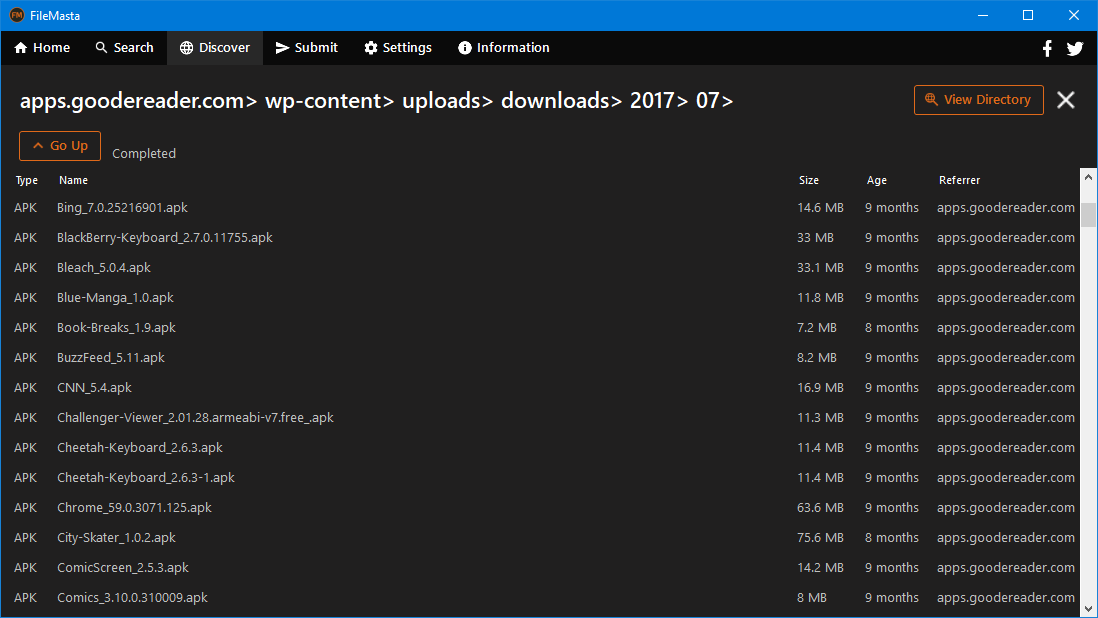 FM FileMasta
Home Search Discover Submit Settings Information
apps.goodereader.com> wp-content> uploads> downloads> 2017> 07> View Directory
Go Up Completed
Type Name Size Age Referrer
APK Bing_7.0.25216901.apk 14.6 MB 9 months apps.goodereader.com
APK BlackBerry-Keyboard_2.7.0.11755.apk 33 MB 9 months apps.goodereader.com
APK Bleach_5.0.4.apk 33.1 MB 9 months apps.goodereader.com
APK Blue-Manga_1.0.apk 11.8 MB 9 months apps.goodereader.com
APK Book-Breaks_1.9.apk 7.2 MB 8 months apps.goodereader.com
APK BuzzFeed_5.11.apk 8.2 MB 9 months apps.goodereader.com
APK CNN_5.4.apk 16.9 MB 9 months apps.goodereader.com
APK Challenger-Viewer_2.01.28.armeabi-v7.free_.apk 11.3 MB 9 months apps.goodereader.com
APK Cheetah-Keyboard_2.6.3.apk 11.4 MB 9 months apps.goodereader.com
APK Cheetah-Keyboard_2.6.3-1.apk 11.4 MB 9 months apps.goodereader.com
APK Chrome_59.0.3071.125.apk 63.6 MB 9 months apps.goodereader.com
APK City-Skater_1.0.2.apk 75.6 MB 8 months apps.goodereader.com
APK ComicScreen_2.5.3.apk 14.2 MB 9 months apps.goodereader.com
APK Comics_3.10.0.310009.apk 8 MB 9 months apps.goodereader.com